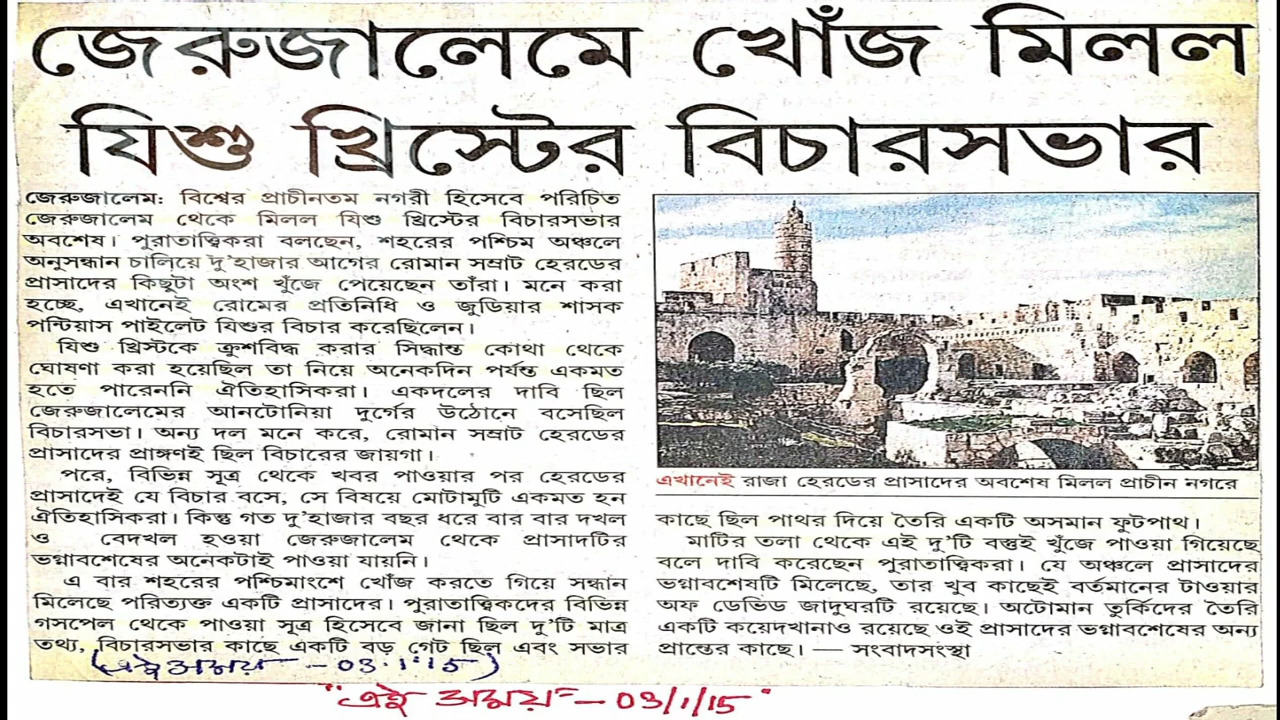 জেরুজালেমে খোঁজ মিলল
যিশু খ্রিস্টের বিচারসভার
জেরুজালেম: বিশ্বের প্রাচীনতম নগরী হিসেবে পরিচিত
জেরুজালেম থেকে মিলল যিশু খ্রিস্টের বিচারসভার
অবশেষ। পুরাতাত্ত্বিকরা বলছেন, শহরের পশ্চিম অঞ্চলে
অনুসন্ধান চালিয়ে দু'হাজার আগের রোমান সম্রাট হেরডের
প্রাসাদের কিছুটা অংশ খুঁজে পেয়েছেন তাঁরা। মনে করা
হচ্ছে, এখানেই রোমের প্রতিনিধি ও জুডিয়ার শাসক
পন্টিয়াস পাইলেট যিশুর বিচার করেছিলেন।
যিশু খ্রিস্টকে ক্রুশবিদ্ধ করার সিদ্ধান্ত কোথা থেকে
ঘোষণা করা হয়েছিল তা নিয়ে অনেকদিন পর্যন্ত একমত
হতে পারেননি ঐতিহাসিকরা। একদলের দাবি ছিল
জেরুজালেমের আনটোনিয়া দুর্গের উঠোনে বসেছিল
বিচারসভা। অন্য দল মনে করে, রোমান সম্রাট হেরডের
প্রাসাদের প্রাঙ্গণই ছিল বিচারের জায়গা।
পরে, বিভিন্ন সূত্র থেকে খবর পাওয়ার পর হেরডের
প্রাসাদেই যে বিচার বসে, সে বিষয়ে মোটামুটি একমত হন
ঐতিহাসিকরা। কিন্তু গত দু'হাজার বছর ধরে বার বার দখল
ও বেদখল হওয়া জেরুজালেম থেকে প্রাসাদটির
ভগ্নাবশেষের অনেকটাই পাওয়া যায়নি।
এ বার শহরের পশ্চিমাংশে খোঁজ করতে গিয়ে সন্ধান
মিলেছে পরিত্যক্ত একটি প্রাসাদের। পুরাতাত্ত্বিকদের বিভিন্ন
গসপেল থেকে পাওয়া সূত্র হিসেবে জানা ছিল দু'টি মাত্র
তথ্য, বিচারসভার কাছে একটি বড় গেট ছিল এবং সভার
এখানেই রাজা হেরডের প্রাসাদের অবশেষ মিলল প্রাচীন নগরে
কাছে ছিল পাথর দিয়ে তৈরি একটি অসমান ফুটপাথ।
মাটির তলা থেকে এই দু'টি বস্তুই খুঁজে পাওয়া গিয়েছে
বলে দাবি করেছেন পুরাতাত্ত্বিকরা। যে অঞ্চলে প্রাসাদের
ভগ্নাবশেষটি মিলেছে, তার খুব কাছেই বর্তমানের টাওয়ার
অফ ডেভিড জাদুঘরটি রয়েছে। অটোমান তুর্কিদের তৈরি
একটি কয়েদখানাও রয়েছে ওই প্রাসাদের ভগ্নাবশেষের অন্য
প্রান্তের কাছে। — সংবাদসংস্থা
(এই সময় - 03.1.'15)
"এই সময়" - 03/1/15